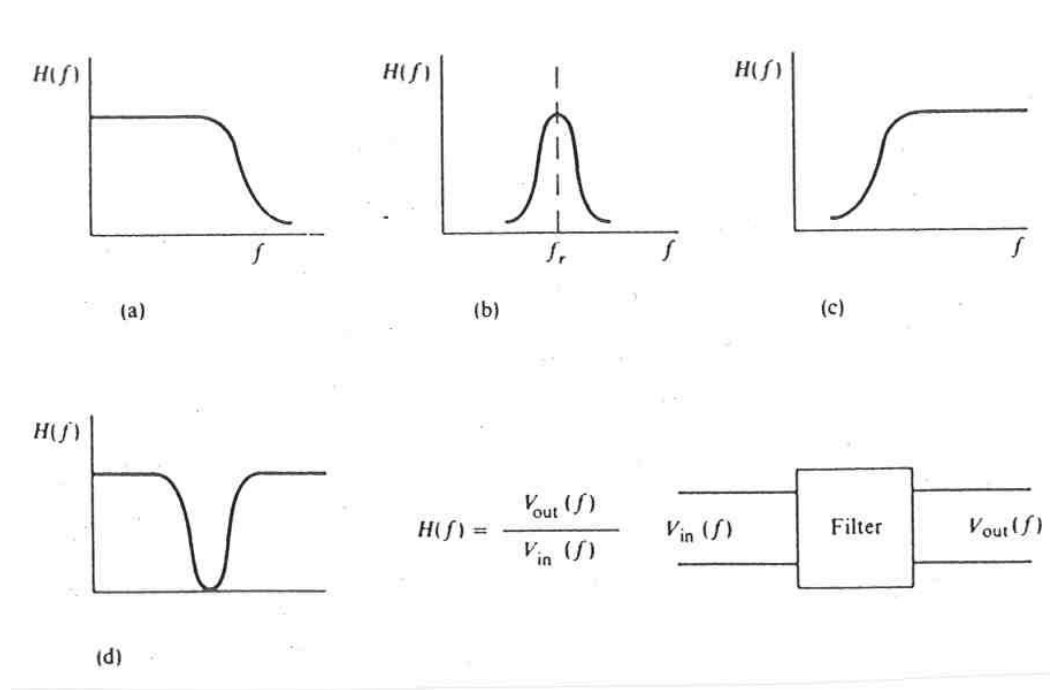 H(f)
f
(a)
H(f)
f_r
f
(b)
H(f)
f
(c)
H(f)
(d)
H(f) = V_out (f) / V_in (f)
V_in (f)
Filter
V_out(f)